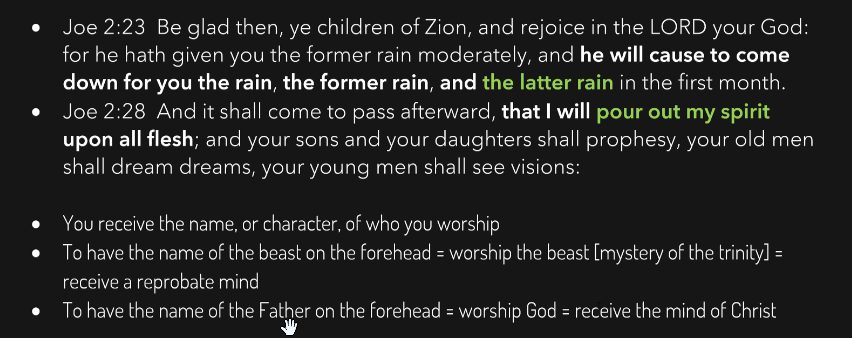 • Joe 2:23  Be glad then, ye children of Zion, and rejoice in the LORD your God:
for he hath given you the former rain moderately, and he will cause to come
down for you the rain, the former rain, and the latter rain in the first month.
• Joe 2:28  And it shall come to pass afterward, that I will pour out my spirit
upon all flesh; and your sons and your daughters shall prophesy, your old men
shall dream dreams, your young men shall see visions:
• You receive the name, or character, of who you worship
• To have the name of the beast on the forehead = worship the beast [mystery of the trinity] =
receive a reprobate mind
• To have the name of the Father on the forehead = worship God = receive the mind of Christ